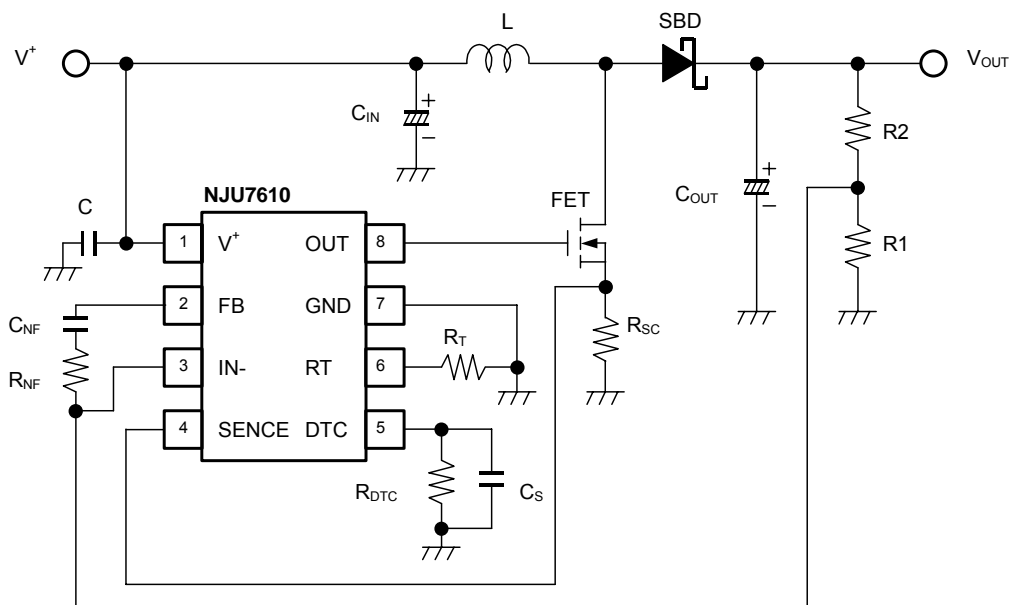 L
SBD
V+
VOUT
CIN
+
−
R2
NJU7610
C
FET
COUT
+
−
1
V+
OUT
8
R1
2
FB
GND
7
CNF
RT
RSC
3
IN-
RT
6
RNF
4
SENCE
DTC
5
RDTC
CS